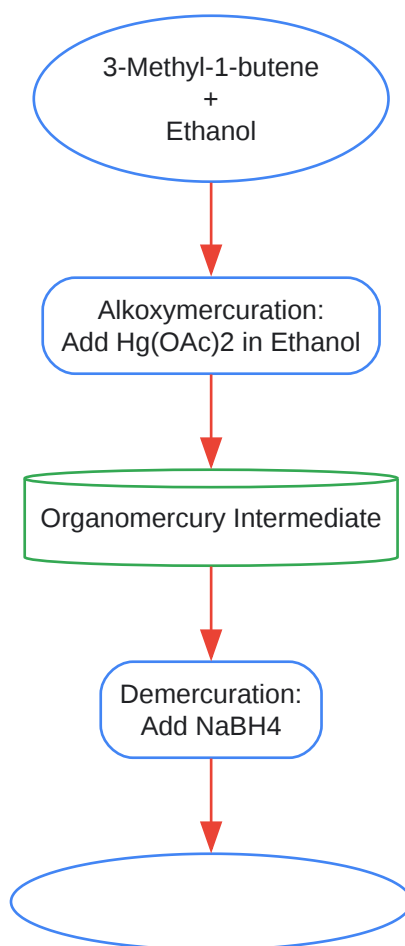 3-Methyl-1-butene
+
Ethanol
Alkoxymercuration:
Add Hg(OAc)2 in Ethanol
Organomercury Intermediate
Demercuration:
Add NaBH4